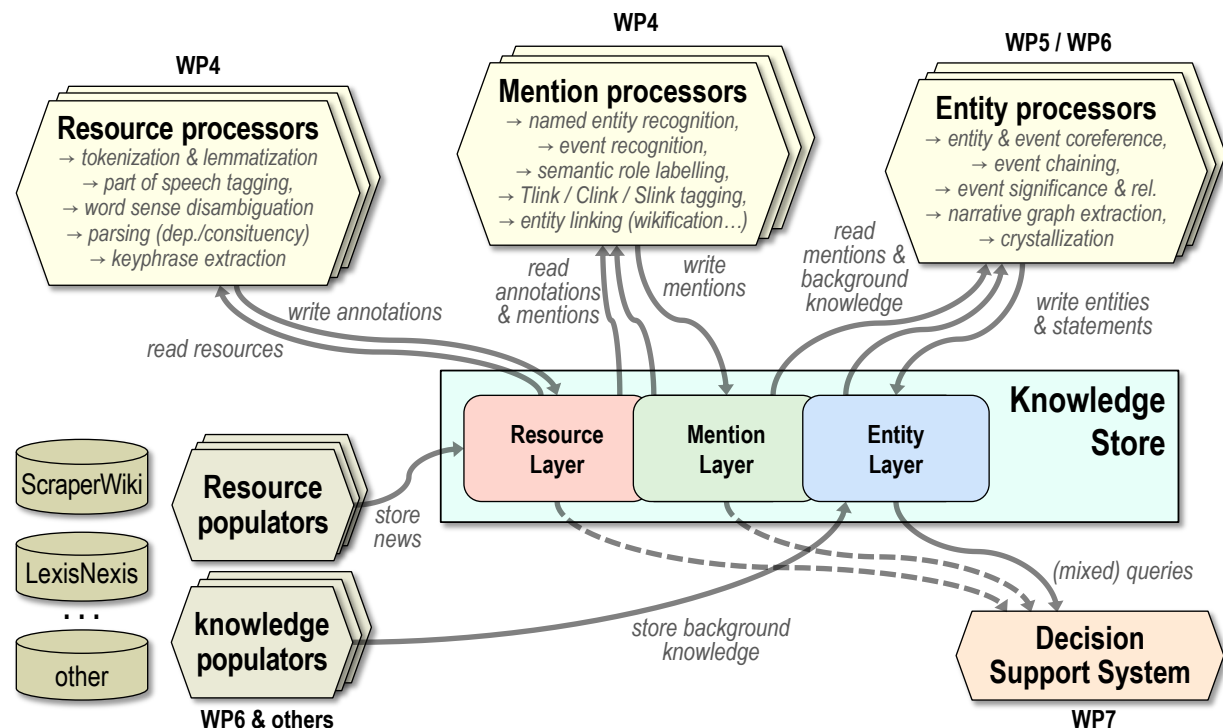 WP4
Resource processors
→ tokenization & lemmatization
→ part of speech tagging,
→ word sense disambiguation
→ parsing (dep./consituency)
→ keyphrase extraction
WP4
Mention processors
→ named entity recognition,
→ event recognition,
→ semantic role labelling,
→ Tlink / Clink / Slink tagging,
→ entity linking (wikification…)
WP5 / WP6
Entity processors
→ entity & event coreference,
→ event chaining,
→ event significance & rel.
→ narrative graph extraction,
→ crystallization
write annotations
read resources
read
annotations
& mentions
write
mentions
read
mentions &
background
knowledge
write entities
& statements
Knowledge
Store
Resource
Layer
Mention
Layer
Entity
Layer
ScraperWiki
LexisNexis
...
other
Resource
populators
store
news
knowledge
populators
WP6 & others
store background
knowledge
(mixed) queries
Decision
Support System
WP7